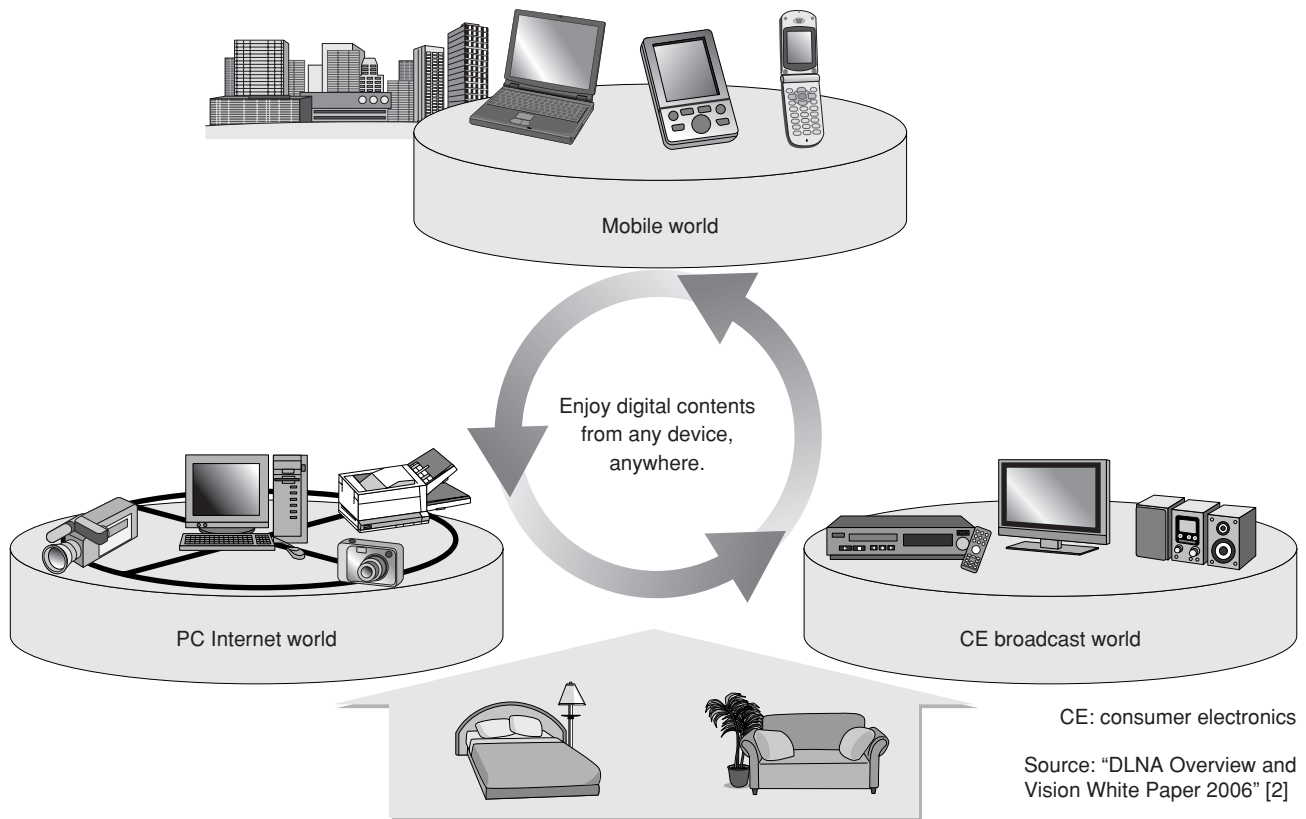 Mobile world
Enjoy digital contents
from any device,
anywhere.
PC Internet world
CE broadcast world
CE: consumer electronics
Source: “DLNA Overview and
Vision White Paper 2006” [2]